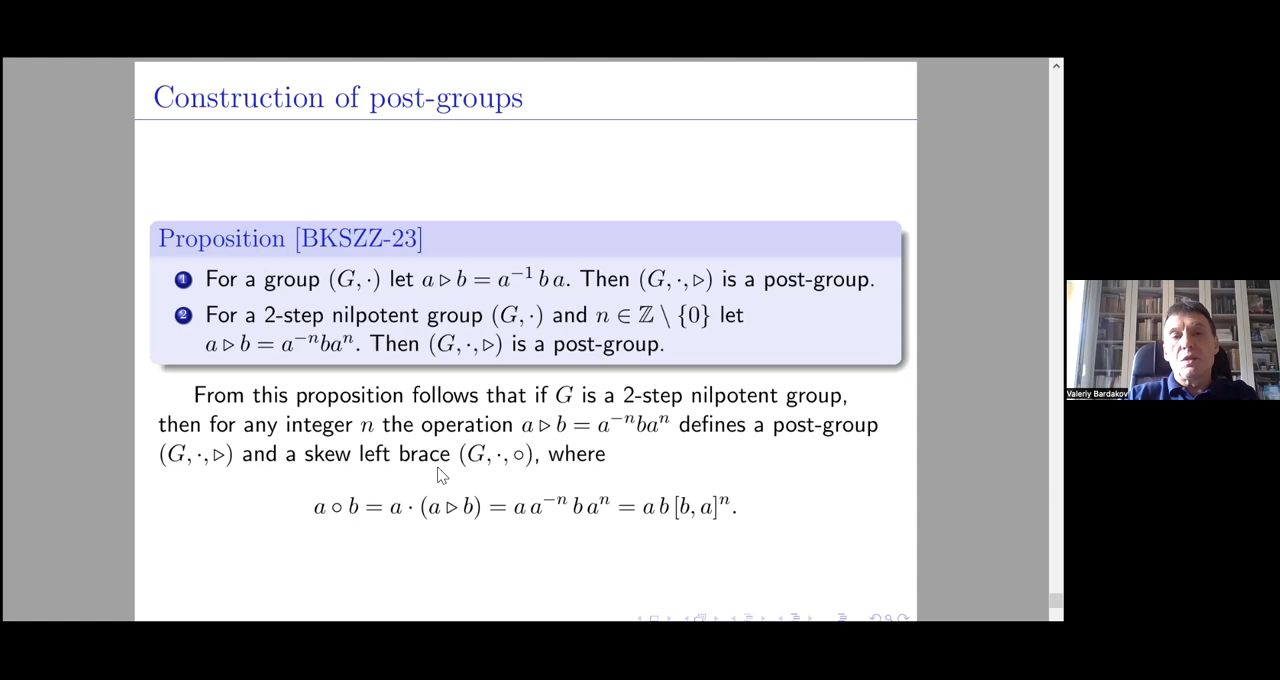 Construction of post-groups
Proposition [BKSZZ-23]
1 For a group (G, ·) let a ▷ b = a⁻¹ b a. Then (G, ·, ▷) is a post-group.
2 For a 2-step nilpotent group (G, ·) and n ∈ ℤ \ {0} let
a ▷ b = a⁻ⁿbaⁿ. Then (G, ·, ▷) is a post-group.
From this proposition follows that if G is a 2-step nilpotent group,
then for any integer n the operation a ▷ b = a⁻ⁿbaⁿ defines a post-group
(G, ·, ▷) and a skew left brace (G, ·, ∘), where
a ∘ b = a · (a ▷ b) = a a⁻ⁿ b aⁿ = a b [b, a]ⁿ.
Valeriy Bardakov